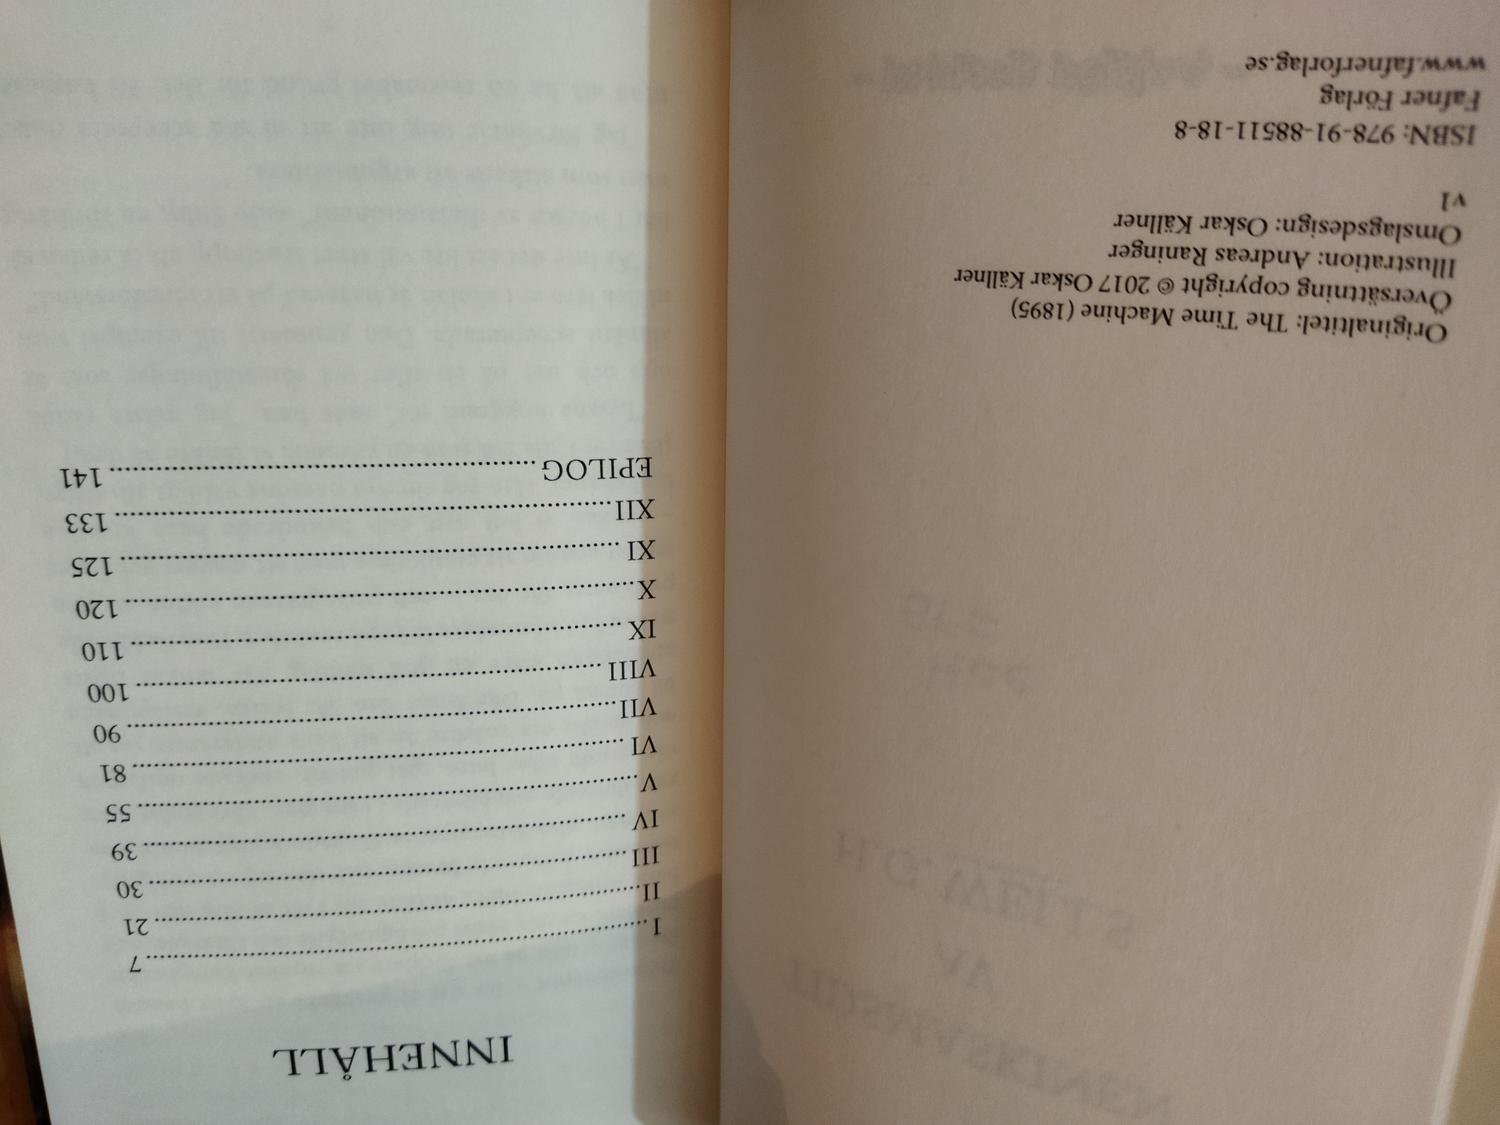 Originaltitel: The Time Machine (1895)
Översättning copyright © 2017 Oskar Källner
Illustration: Andreas Raninger
Omslagsdesign: Oskar Källner
v1
ISBN: 978-91-88511-18-8
Fafner Förlag
www.fafnerforlag.se
INNEHÅLL
I 7
II 21
III 30
IV 39
V 55
VI 81
VII 90
VIII 100
IX 110
X 120
XI 125
XII 133
EPILOG 141